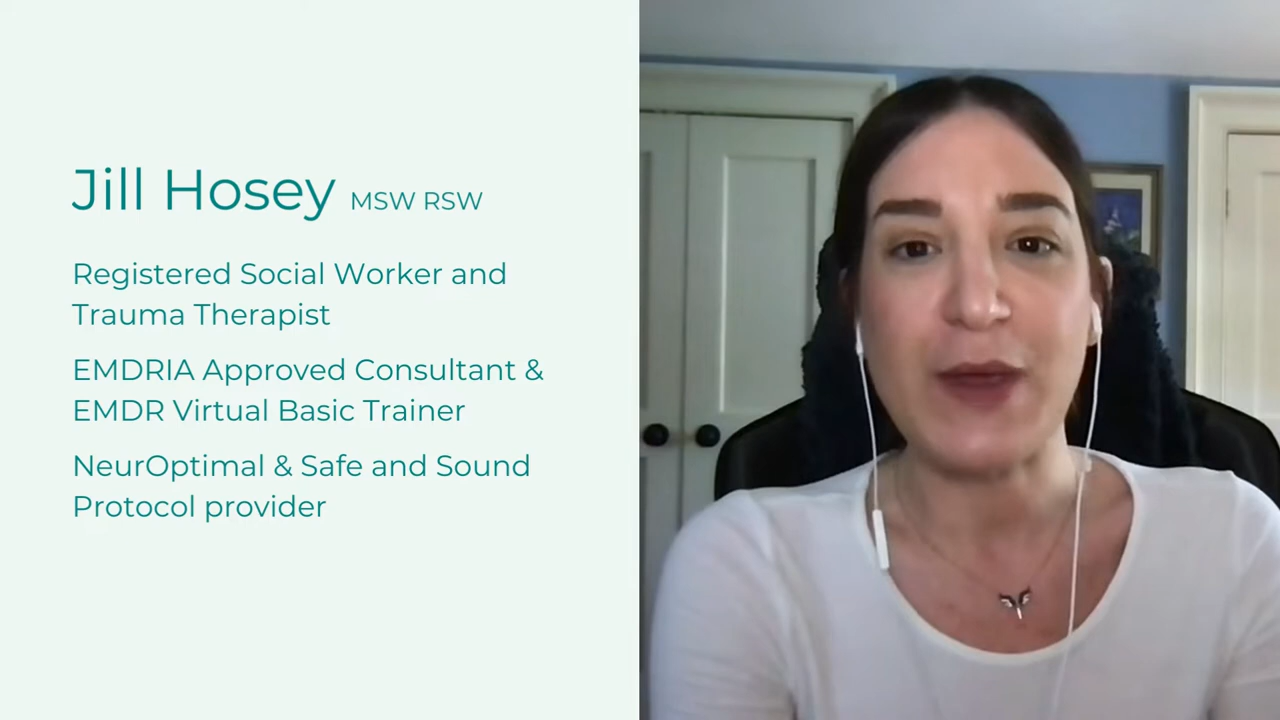 Jill Hosey MSW RSW
Registered Social Worker and
Trauma Therapist
EMDRIA Approved Consultant &
EMDR Virtual Basic Trainer
NeurOptimal & Safe and Sound
Protocol provider